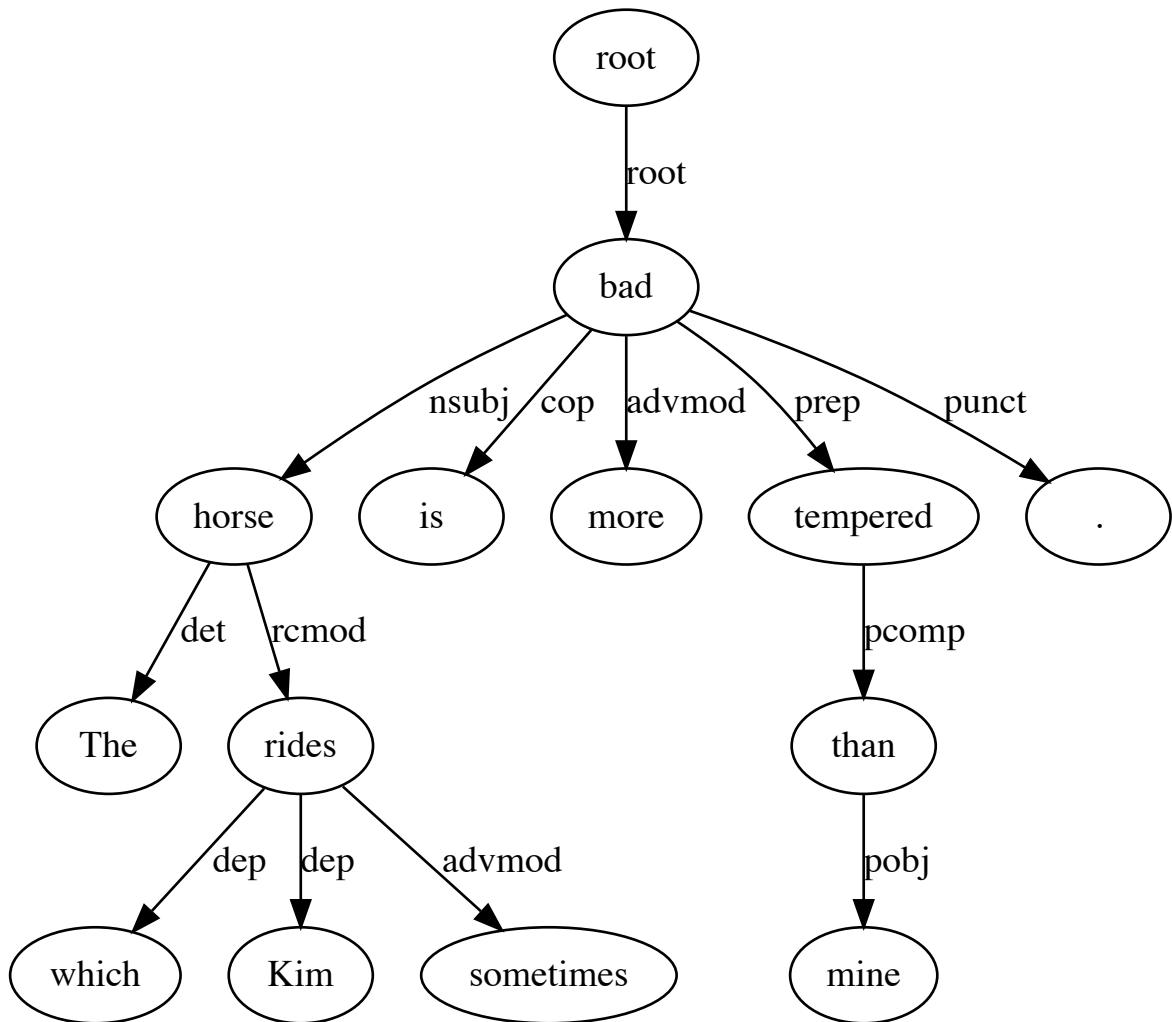 root
root
bad
nsubj cop advmod prep punct
horse is more tempered .
det rcmod pcomp
The rides than
dep dep advmod pobj
which Kim sometimes mine